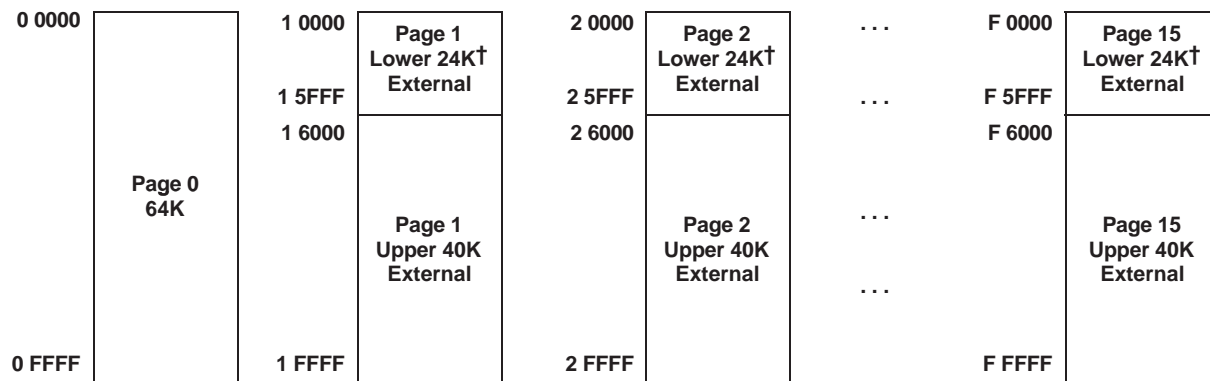 0 0000
Page 0
64K
0 FFFF
1 0000
Page 1
Lower 24K†
External
1 5FFF
1 6000
Page 1
Upper 40K
External
1 FFFF
2 0000
Page 2
Lower 24K†
External
2 5FFF
2 6000
Page 2
Upper 40K
External
2 FFFF
. . .
. . .
. . .
. . .
F 0000
Page 15
Lower 24K†
External
F 5FFF
F 6000
Page 15
Upper 40K
External
F FFFF